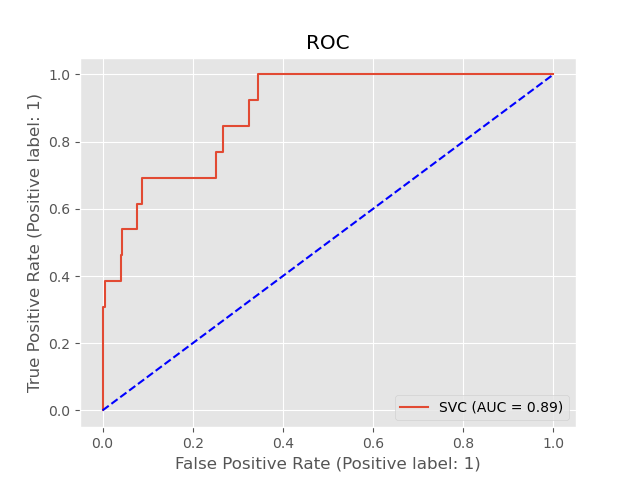 ROC
True Positive Rate (Positive label: 1)
1.0
0.8
0.6
0.4
0.2
0.0
SVC (AUC = 0.89)
0.0 0.2 0.4 0.6 0.8 1.0
False Positive Rate (Positive label: 1)